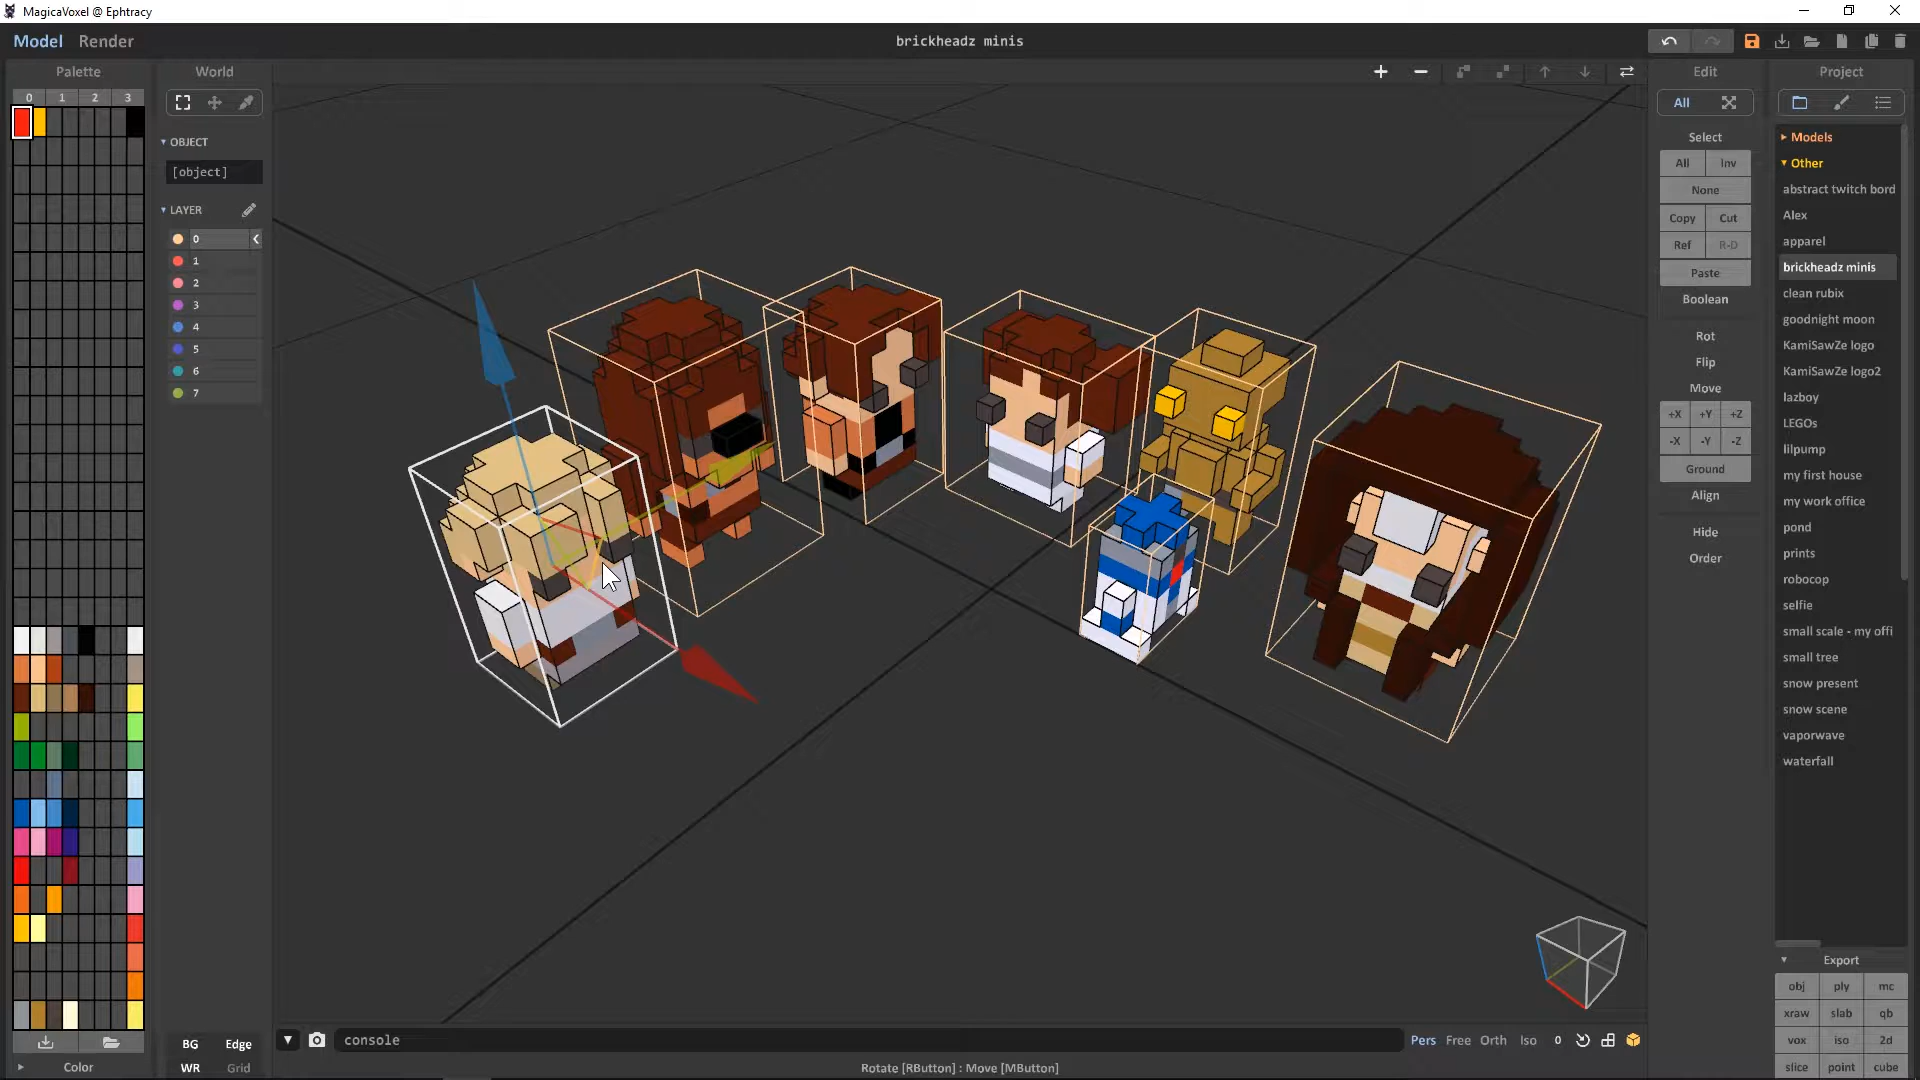 MagicaVoxel @ Ephtracy
Model Render
brickheadz minis
Palette
0 1 2 3
World
OBJECT
[object]
LAYER
0
1
2
3
4
5
6
7
Edit
All
Select
All Inv
None
Copy Cut
Ref R-D
Paste
Boolean
Rot
Flip
Move
+X +Y +Z
-X -Y -Z
Ground
Align
Hide
Order
Project
Models
Other
abstract twitch bord
Alex
apparel
brickheadz minis
clean rubix
goodnight moon
KamiSawZe logo
KamiSawZe logo2
lazboy
LEGOs
lilpump
my first house
my work office
pond
prints
robocop
selfie
small scale - my offi
small tree
snow present
snow scene
vaporwave
waterfall
Export
obj ply mc
xraw slab qb
vox iso 2d
slice point cube
Color
BG Edge
WR Grid
console
Pers Free Orth Iso 0
Rotate [RButton] : Move [MButton]